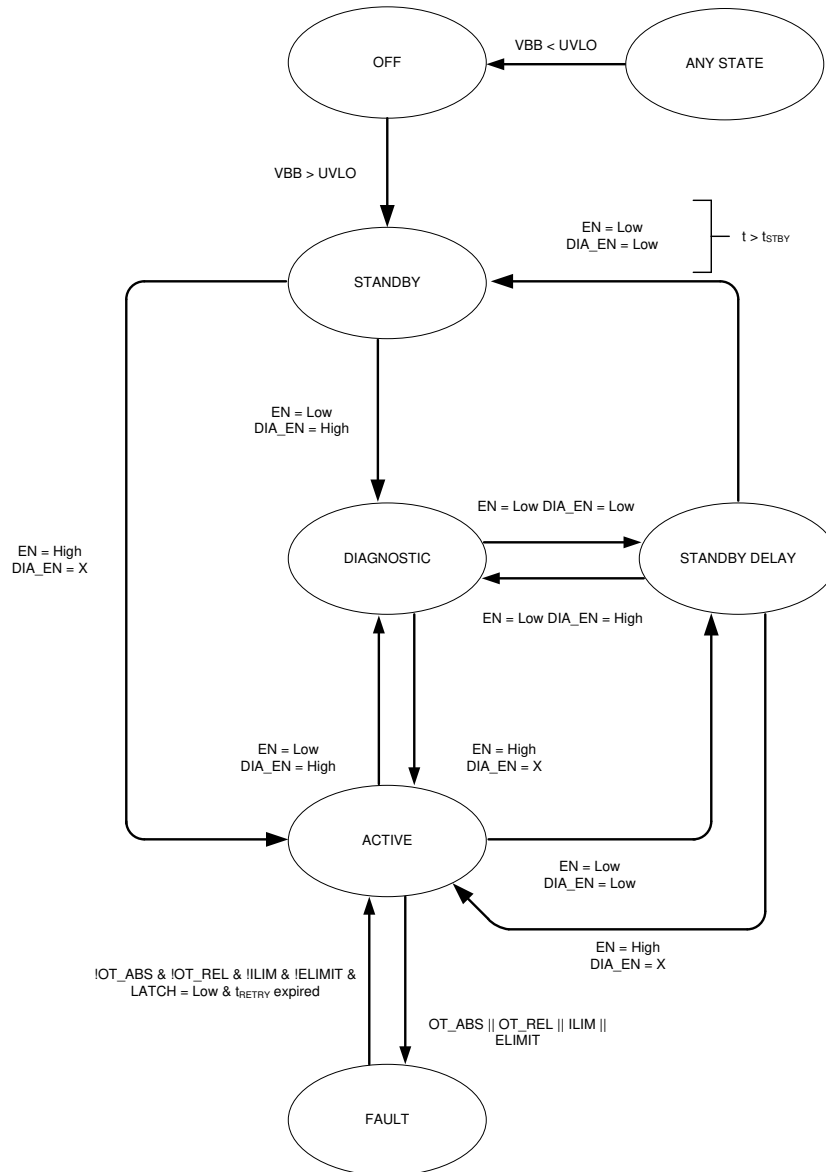 VBB < UVLO
OFF
ANY STATE
VBB > UVLO
EN = Low
DIA_EN = Low
t > tSTBY
STANDBY
EN = Low
DIA_EN = High
EN = High
DIA_EN = X
EN = Low DIA_EN = Low
DIAGNOSTIC
STANDBY DELAY
EN = Low DIA_EN = High
EN = Low
DIA_EN = High
EN = High
DIA_EN = X
ACTIVE
EN = Low
DIA_EN = Low
EN = High
DIA_EN = X
!OT_ABS & !OT_REL & !ILIM & !ELIMIT &
LATCH = Low & tRETRY expired
OT_ABS || OT_REL || ILIM ||
ELIMIT
FAULT